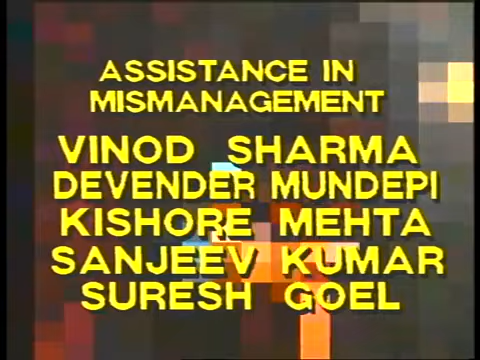 ASSISTANCE IN
MISMANAGEMENT
VINOD SHARMA
DEVENDER MUNDEPI
KISHORE MEHTA
SANJEEV KUMAR
SURESH GOEL